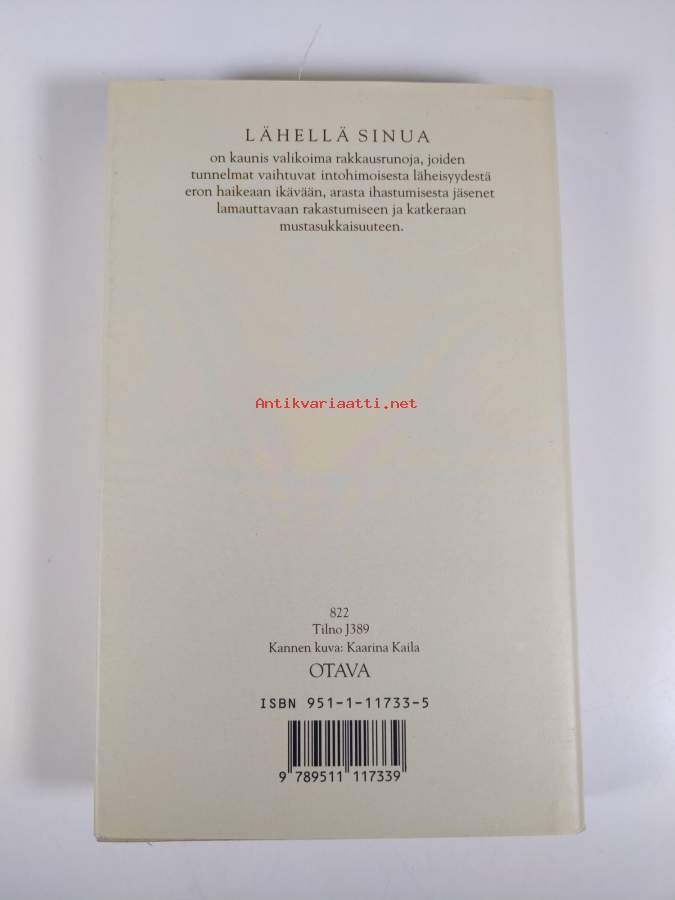 LÄHELLÄ SINUA
on kaunis valikoima rakkausrunoja, joiden
tunnelmat vaihtuvat intohimoisesta läheisyydestä
eron haikeaan ikävään, arasta ihastumisesta jäsenet
lamauttavaan rakastumiseen ja katkeraan
mustasukkaisuuteen.
Antikvariaatti.net
822
Tilno J389
Kannen kuva: Kaarina Kaila
OTAVA
ISBN 951-1-11733-5
9 789511 117339